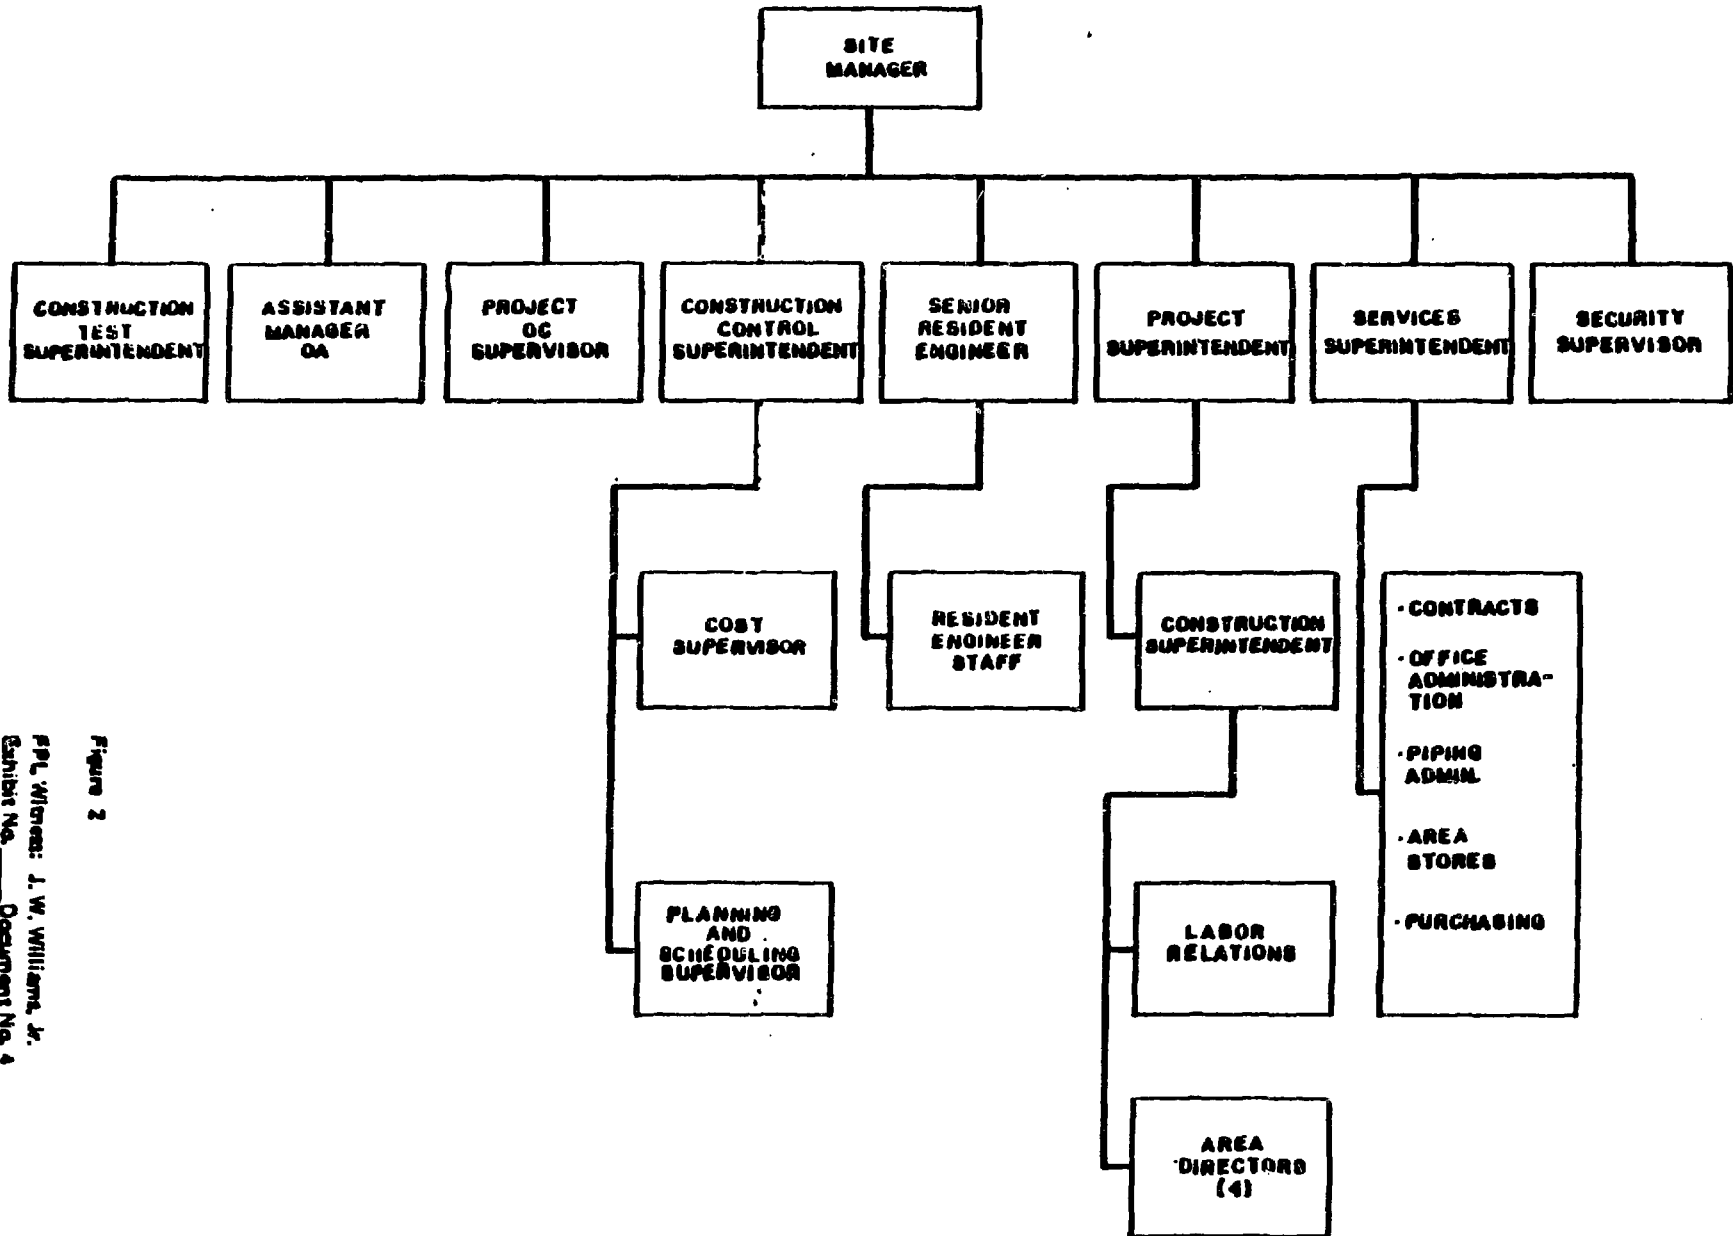 SITE
MANAGER
CONSTRUCTION
TEST
SUPERINTENDENT
ASSISTANT
MANAGER
QA
PROJECT
QC
SUPERVISOR
CONSTRUCTION
CONTROL
SUPERINTENDENT
SENIOR
RESIDENT
ENGINEER
PROJECT
SUPERINTENDENT
SERVICES
SUPERINTENDENT
SECURITY
SUPERVISOR
COST
SUPERVISOR
RESIDENT
ENGINEER
STAFF
CONSTRUCTION
SUPERINTENDENT
· CONTRACTS
· OFFICE
ADMINISTRA-
TION
· PIPING
ADMIN.
· AREA
STORES
· PURCHASING
PLANNING
AND
SCHEDULING
SUPERVISOR
LABOR
RELATIONS
AREA
DIRECTORS
(4)
Figure 2
FPL Witness: J. W. Williams, Jr.
Exhibit No. ____ Document No. 4